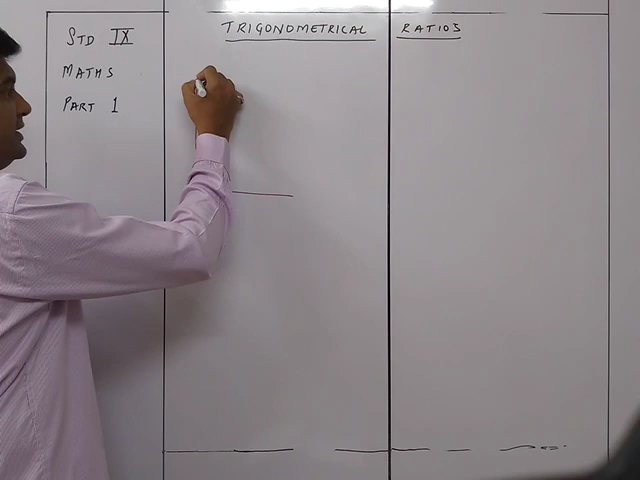 STD IX
MATHS
PART 1
TRIGONOMETRICAL RATIOS